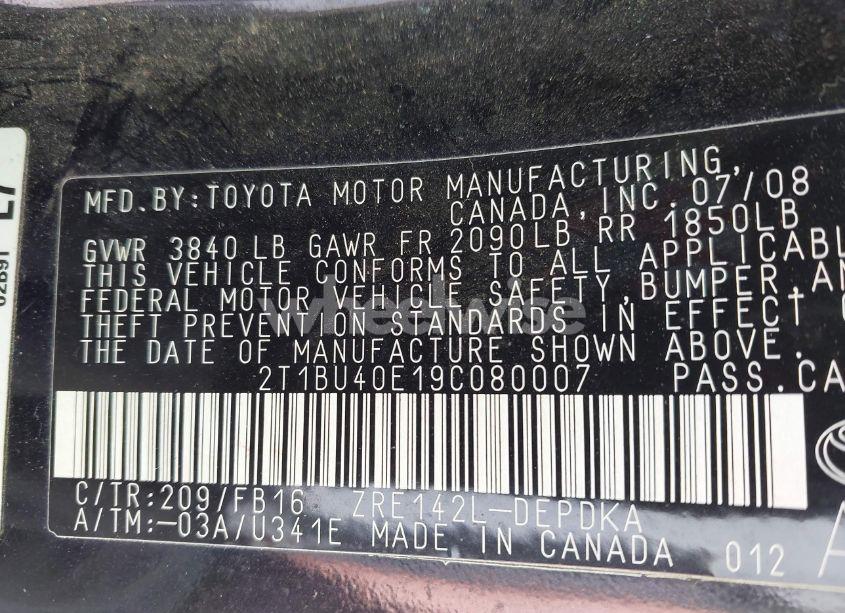 MFD.BY:TOYOTA MOTOR MANUFACTURING,
CANADA,INC.07/08
GVWR 3840 LB GAWR FR 2090LB RR 1850LB
THIS VEHICLE CONFORMS TO ALL APPLICABL
FEDERAL MOTOR VEHICLE SAFETY,BUMPER,AN
THEFT PREVENTION STANDARDS IN EFFECT
THE DATE OF MANUFACTURE SHOWN ABOVE.
2T1BU40E19C080007 PASS.CA
C/TR:209/FB16 ZRE142L-DEPDKA
A/TM:-03A/U341E MADE IN CANADA 012
wheelwise